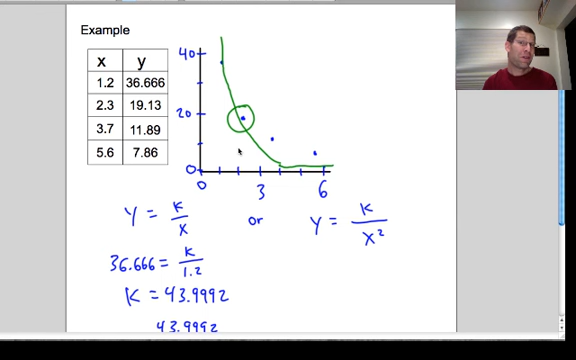 Example
x y
1.2 36.666
2.3 19.13
3.7 11.89
5.6 7.86
40
20
0
0 3 6
Y = K/X or Y = K/X²
36.666 = K/1.2
K = 43.9992
43.9992